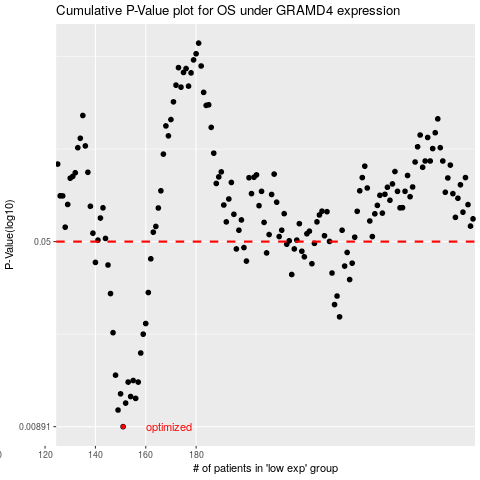 Cumulative P-Value plot for OS under GRAMD4 expression
P-Value(log10)
0.05
0.00891
optimized
0 120 140 160 180
# of patients in 'low exp' group